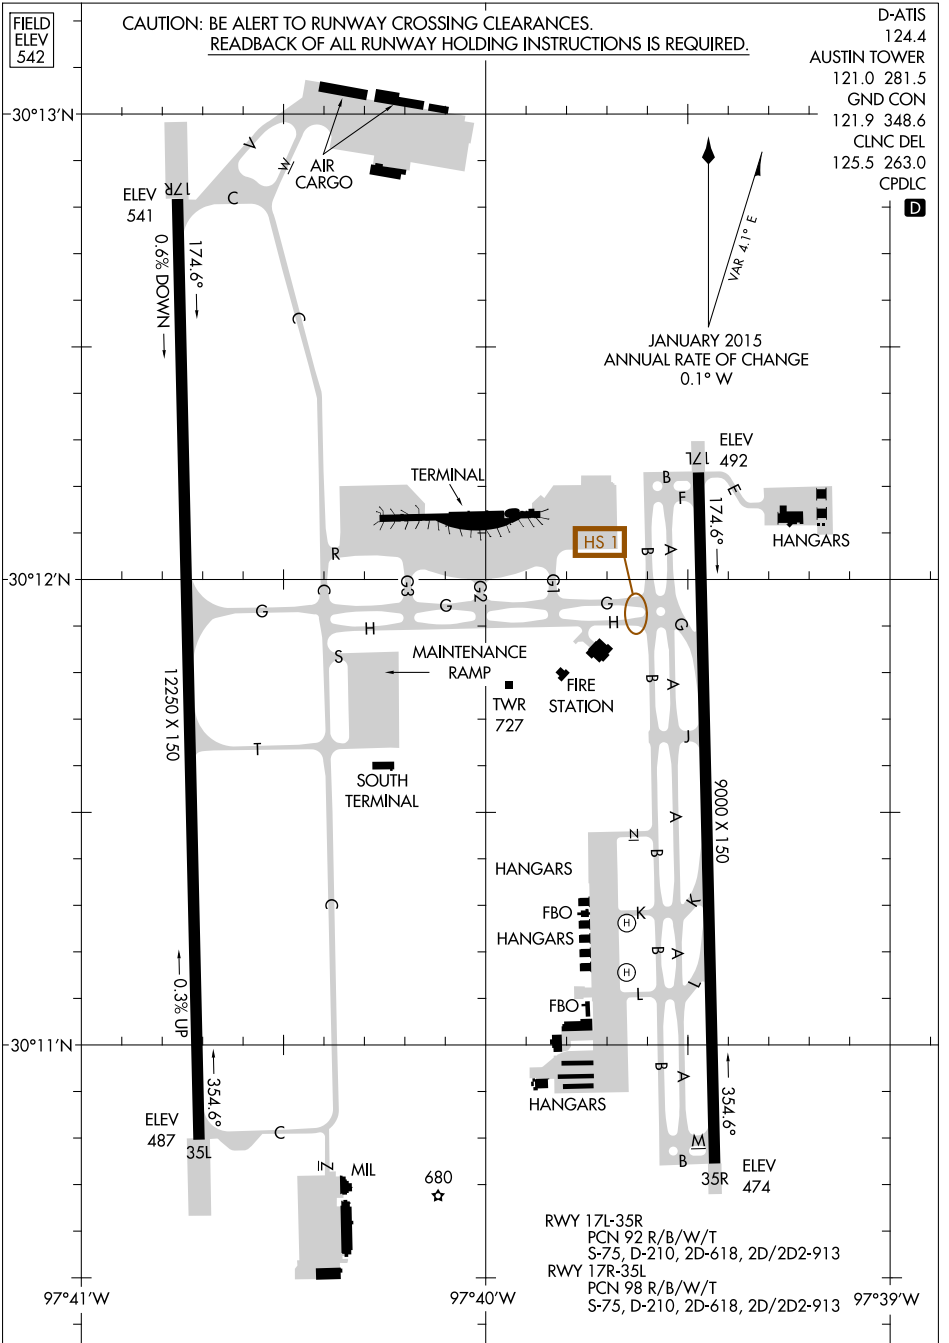 FIELD
ELEV
542
CAUTION: BE ALERT TO RUNWAY CROSSING CLEARANCES.
READBACK OF ALL RUNWAY HOLDING INSTRUCTIONS IS REQUIRED.
D-ATIS
124.4
AUSTIN TOWER
121.0 281.5
GND CON
121.9 348.6
CLNC DEL
125.5 263.0
CPDLC
D
30°13'N
V
W
AIR
CARGO
ELEV
541
17R
C
174.6°
0.6% DOWN
VAR 4.1° E
C
JANUARY 2015
ANNUAL RATE OF CHANGE
0.1° W
ELEV
492
17L
TERMINAL
B
F
E
174.6°
HANGARS
HS 1
R
B
A
30°12'N
C
G3
G2
G1
G
G
G
G
H
H
S
MAINTENANCE
RAMP
FIRE
STATION
TWR
727
B
A
12250 X 150
T
J
SOUTH
TERMINAL
9000 X 150
A
N
B
HANGARS
C
FBO
K
K
H
HANGARS
B
A
H
L
L
0.3% UP
FBO
30°11'N
B
A
354.6°
354.6°
HANGARS
ELEV
487
35L
C
M
B
35R
ELEV
474
Z
MIL
680
RWY 17L-35R
PCN 92 R/B/W/T
S-75, D-210, 2D-618, 2D/2D2-913
RWY 17R-35L
PCN 98 R/B/W/T
S-75, D-210, 2D-618, 2D/2D2-913
97°41'W
97°40'W
97°39'W